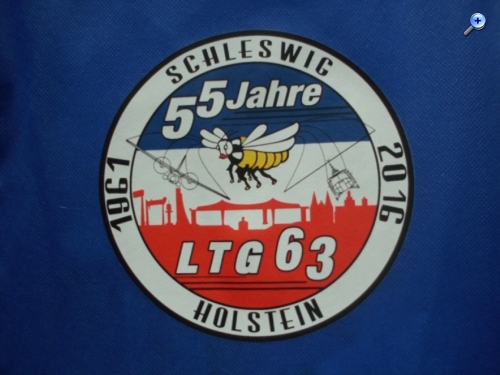 SCHLESWIG
55 Jahre
1961
2016
LTG 63
HOLSTEIN